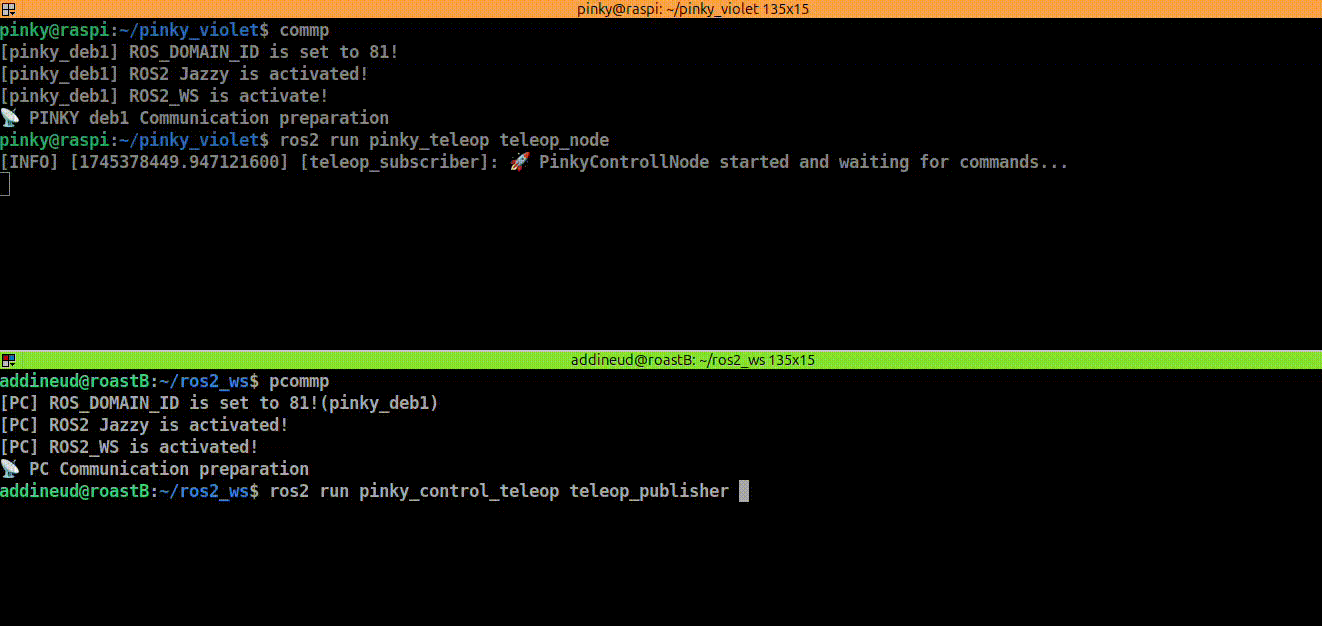 pinky@raspi: ~/pinky_violet 135x15
pinky@raspi:~/pinky_violet$ commp
[pinky_deb1] ROS_DOMAIN_ID is set to 81!
[pinky_deb1] ROS2 Jazzy is activated!
[pinky_deb1] ROS2_WS is activate!
📡 PINKY deb1 Communication preparation
pinky@raspi:~/pinky_violet$ ros2 run pinky_teleop teleop_node
[INFO] [1745378449.947121600] [teleop_subscriber]: 🚀 PinkyControllNode started and waiting for commands...
addineud@roastB: ~/ros2_ws 135x15
addineud@roastB:~/ros2_ws$ pcommp
[PC] ROS_DOMAIN_ID is set to 81!(pinky_deb1)
[PC] ROS2 Jazzy is activated!
[PC] ROS2_WS is activated!
📡 PC Communication preparation
addineud@roastB:~/ros2_ws$ ros2 run pinky_control_teleop teleop_publisher